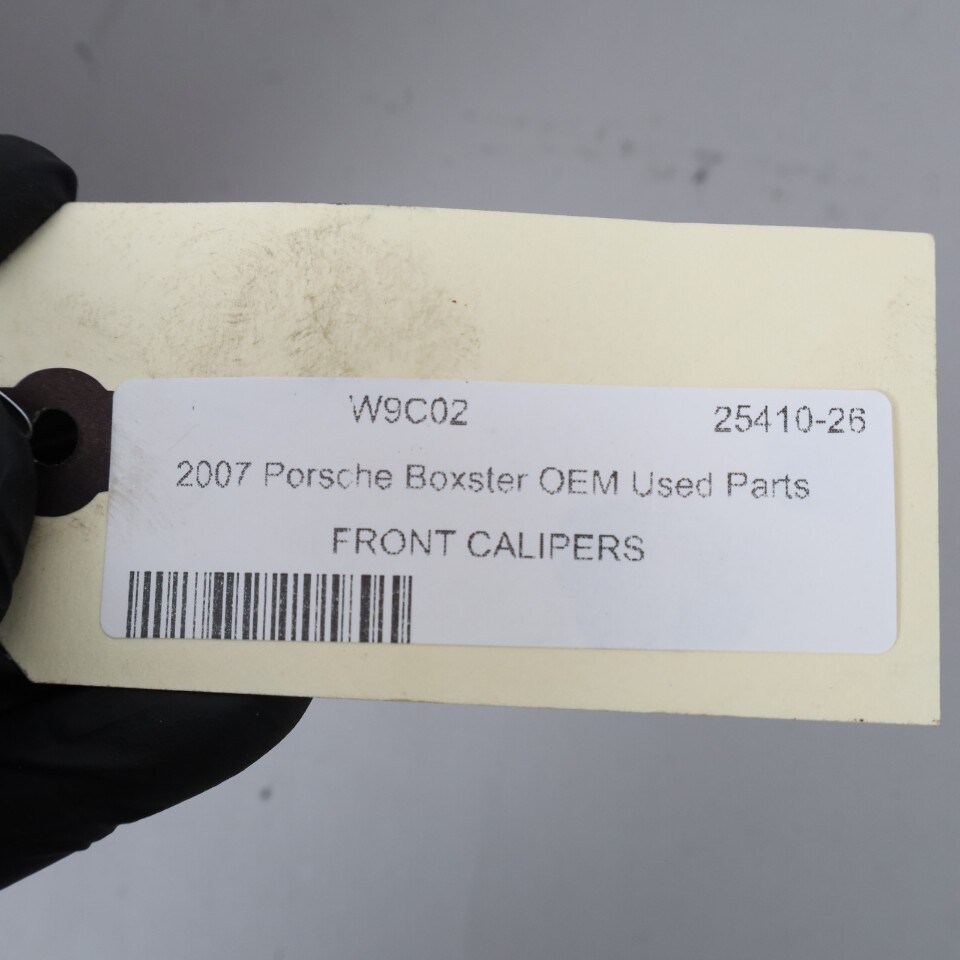 W9C02 25410-26
2007 Porsche Boxster OEM Used Parts
FRONT CALIPERS